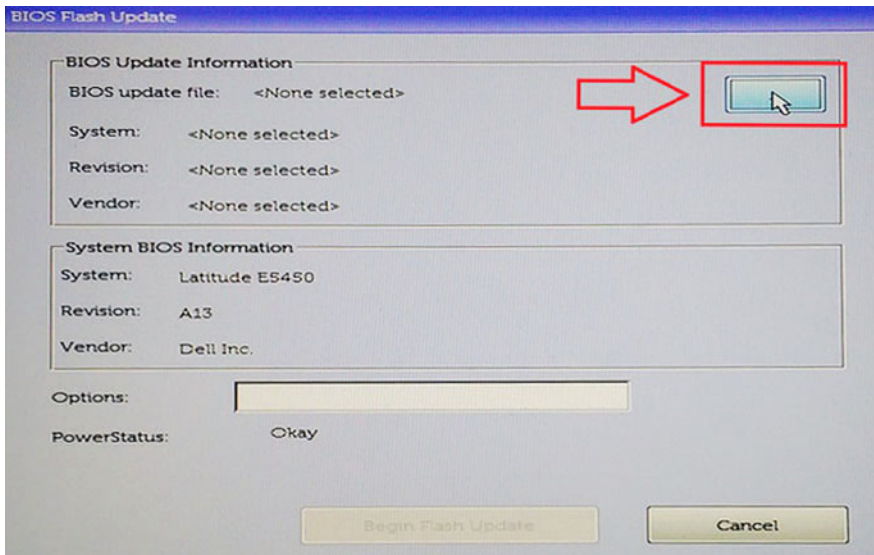 BIOS Flash Update
BIOS Update Information
BIOS update file: <None selected>
System: <None selected>
Revision: <None selected>
Vendor: <None selected>
System BIOS Information
System: Latitude E5450
Revision: A13
Vendor: Dell Inc.
Options:
PowerStatus: Okay
Begin Flash Update Cancel